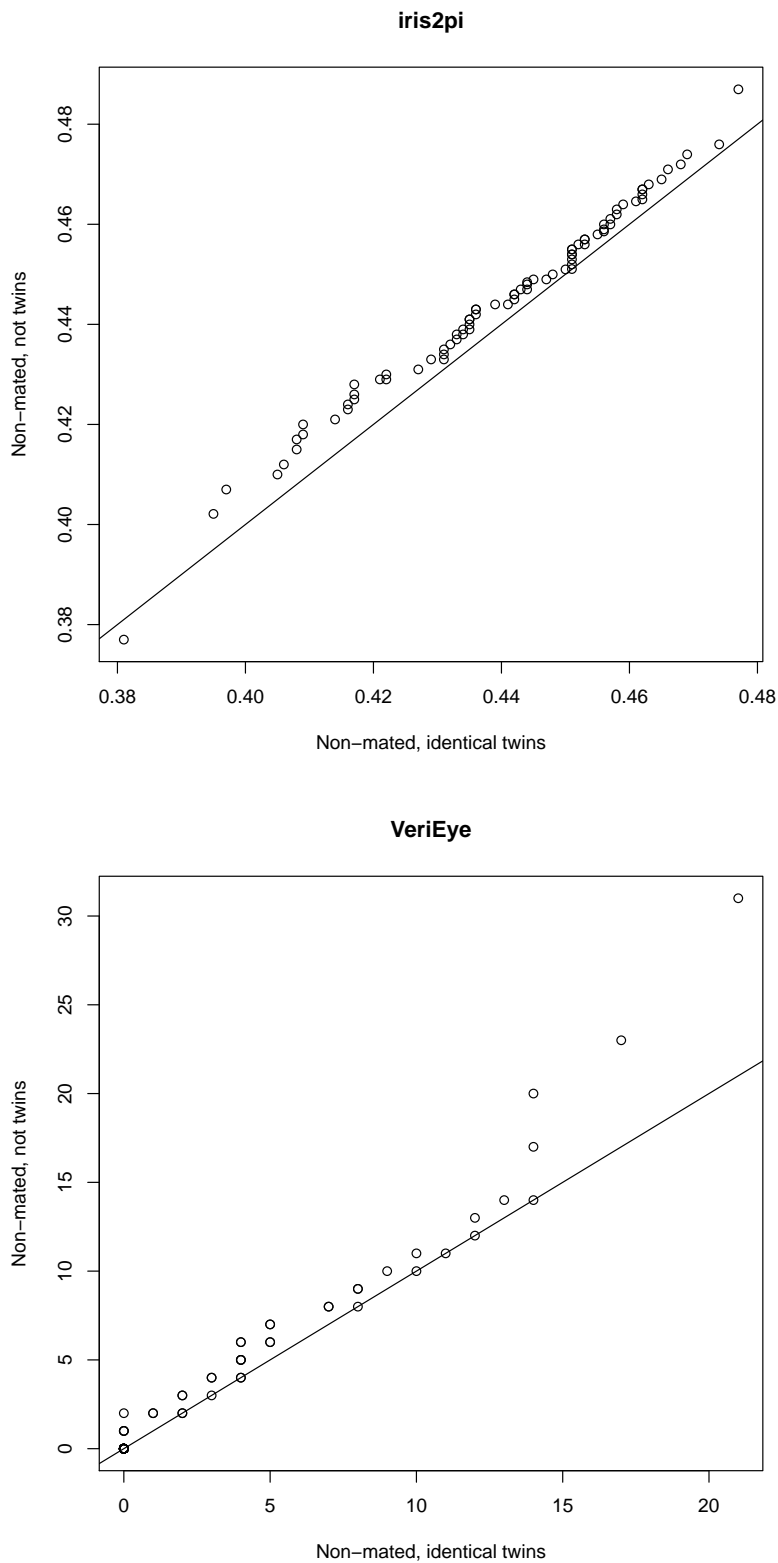 iris2pi
Non−mated, not twins
0.48
0.46
0.44
0.42
0.40
0.38
0.38 0.40 0.42 0.44 0.46 0.48
Non−mated, identical twins
VeriEye
Non−mated, not twins
30
25
20
15
10
5
0
0 5 10 15 20
Non−mated, identical twins